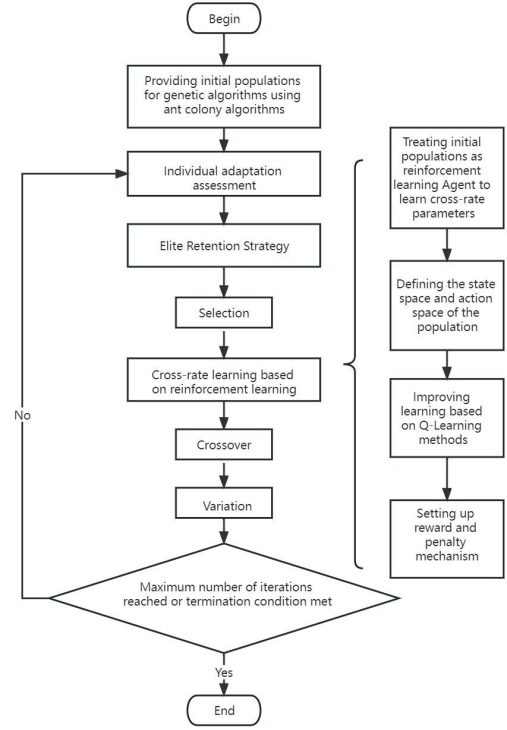 Begin
Providing initial populations
for genetic algorithms using
ant colony algorithms
Individual adaptation
assessment
Elite Retention Strategy
Selection
Cross-rate learning based
on reinforcement learning
Crossover
Variation
Maximum number of iterations
reached or termination condition met
No
Yes
End
Treating initial
populations as
reinforcement
learning Agent to
learn cross-rate
parameters
Defining the state
space and action
space of the
population
Improving
learning based
on Q-Learning
methods
Setting up
reward and
penalty
mechanism